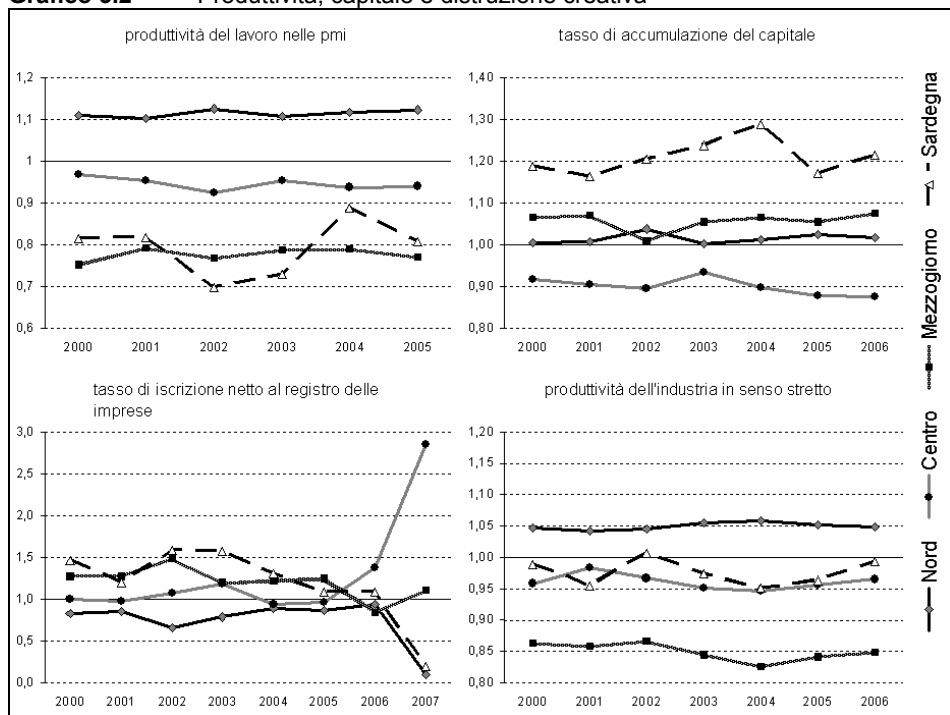 Grafico Produttività, capitale e distruzione creativa
produttività del lavoro nelle pmi
1,2
1,1
1
0,9
0,8
0,7
0,6
2000 2001 2002 2003 2004 2005
tasso di accumulazione del capitale
1,40
1,30
1,20
1,10
1,00
0,90
0,80
2000 2001 2002 2003 2004 2005 2006
tasso di iscrizione netto al registro delle
imprese
3,0
2,5
2,0
1,5
1,0
0,5
0,0
2000 2001 2002 2003 2004 2005 2006 2007
produttività dell'industria in senso stretto
1,20
1,15
1,10
1,05
1,00
0,95
0,90
0,85
0,80
2000 2001 2002 2003 2004 2005 2006
Nord Centro Mezzogiorno Sardegna